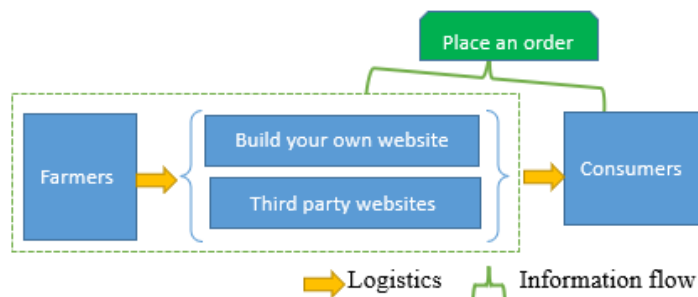 Place an order
Farmers
Build your own website
Third party websites
Consumers
Logistics
Information flow